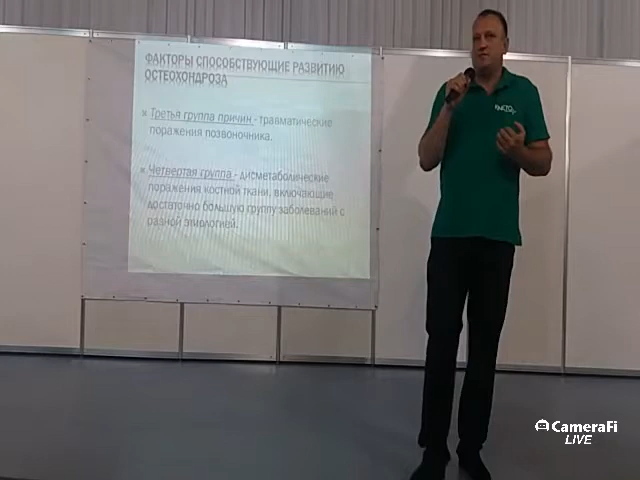 ФАКТОРЫ СПОСОБСТВУЮЩИЕ РАЗВИТИЮ
ОСТЕОХОНДРОЗА
Третья группа причин - травматические
поражения позвоночника.
Четвертая группа - дисметаболические
поражения костной ткани, включающие
достаточно большую группу заболеваний с
разной этиологией.
CameraFi
LIVE